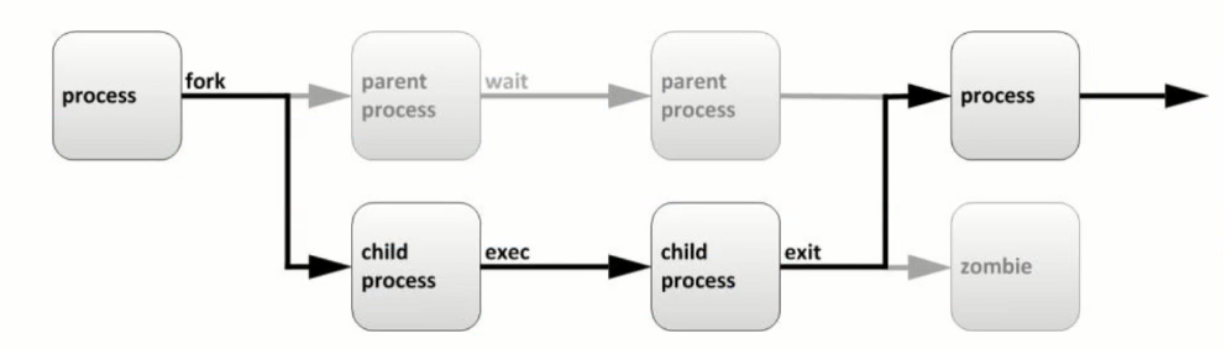 process
fork
parent
process
wait
parent
process
process
child
process
exec
child
process
exit
zombie